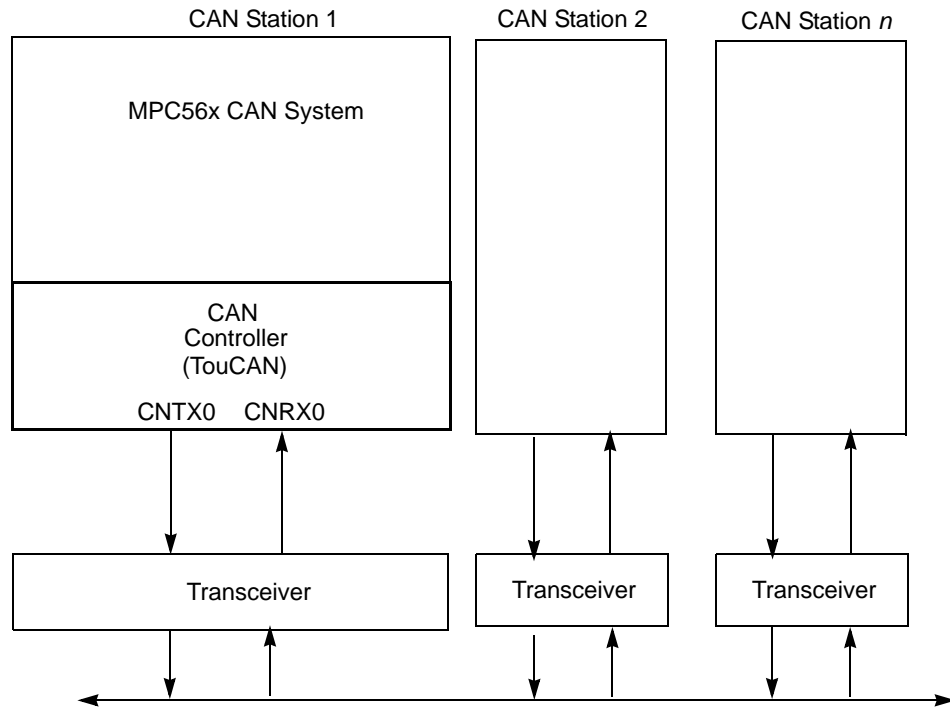 CAN Station 1
CAN Station 2
CAN Station n
MPC56x CAN System
CAN
Controller
(TouCAN)
CNTX0 CNRX0
Transceiver
Transceiver
Transceiver